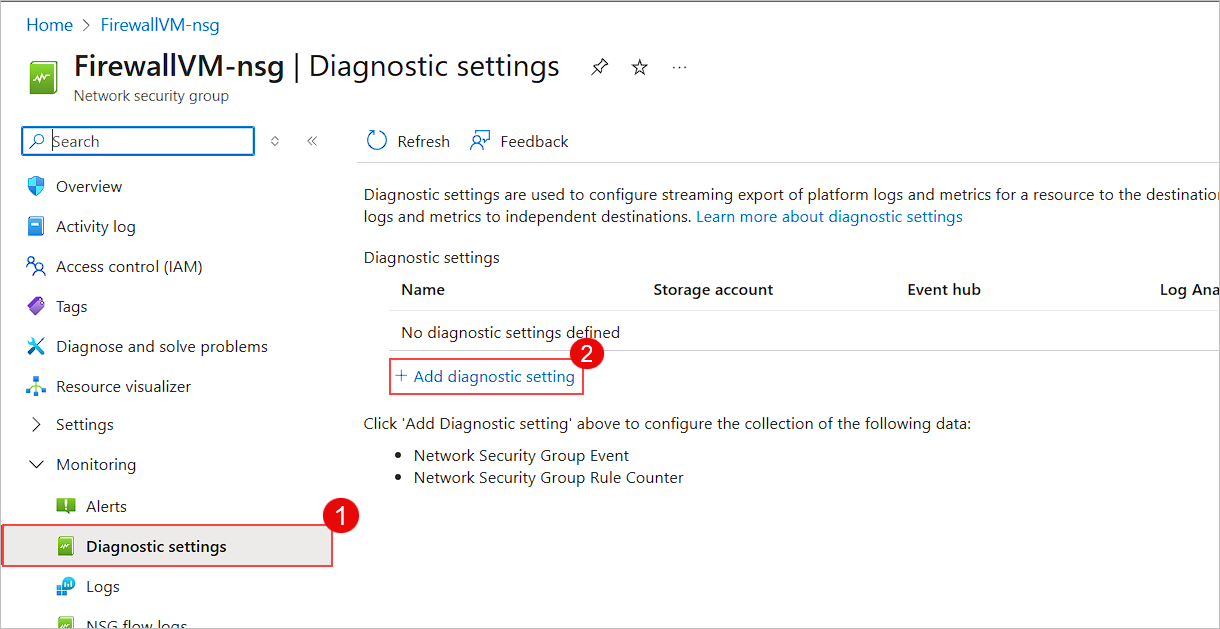 Home > FirewallVM-nsg
FirewallVM-nsg | Diagnostic settings
Network security group
Search
Refresh
Feedback
Overview
Activity log
Access control (IAM)
Tags
Diagnose and solve problems
Resource visualizer
Settings
Monitoring
Alerts
1
Diagnostic settings
Logs
NSG flow logs
Diagnostic settings are used to configure streaming export of platform logs and metrics for a resource to the destination
logs and metrics to independent destinations. Learn more about diagnostic settings
Diagnostic settings
Name Storage account Event hub Log Ana
No diagnostic settings defined
2
+ Add diagnostic setting
Click 'Add Diagnostic setting' above to configure the collection of the following data:
• Network Security Group Event
• Network Security Group Rule Counter